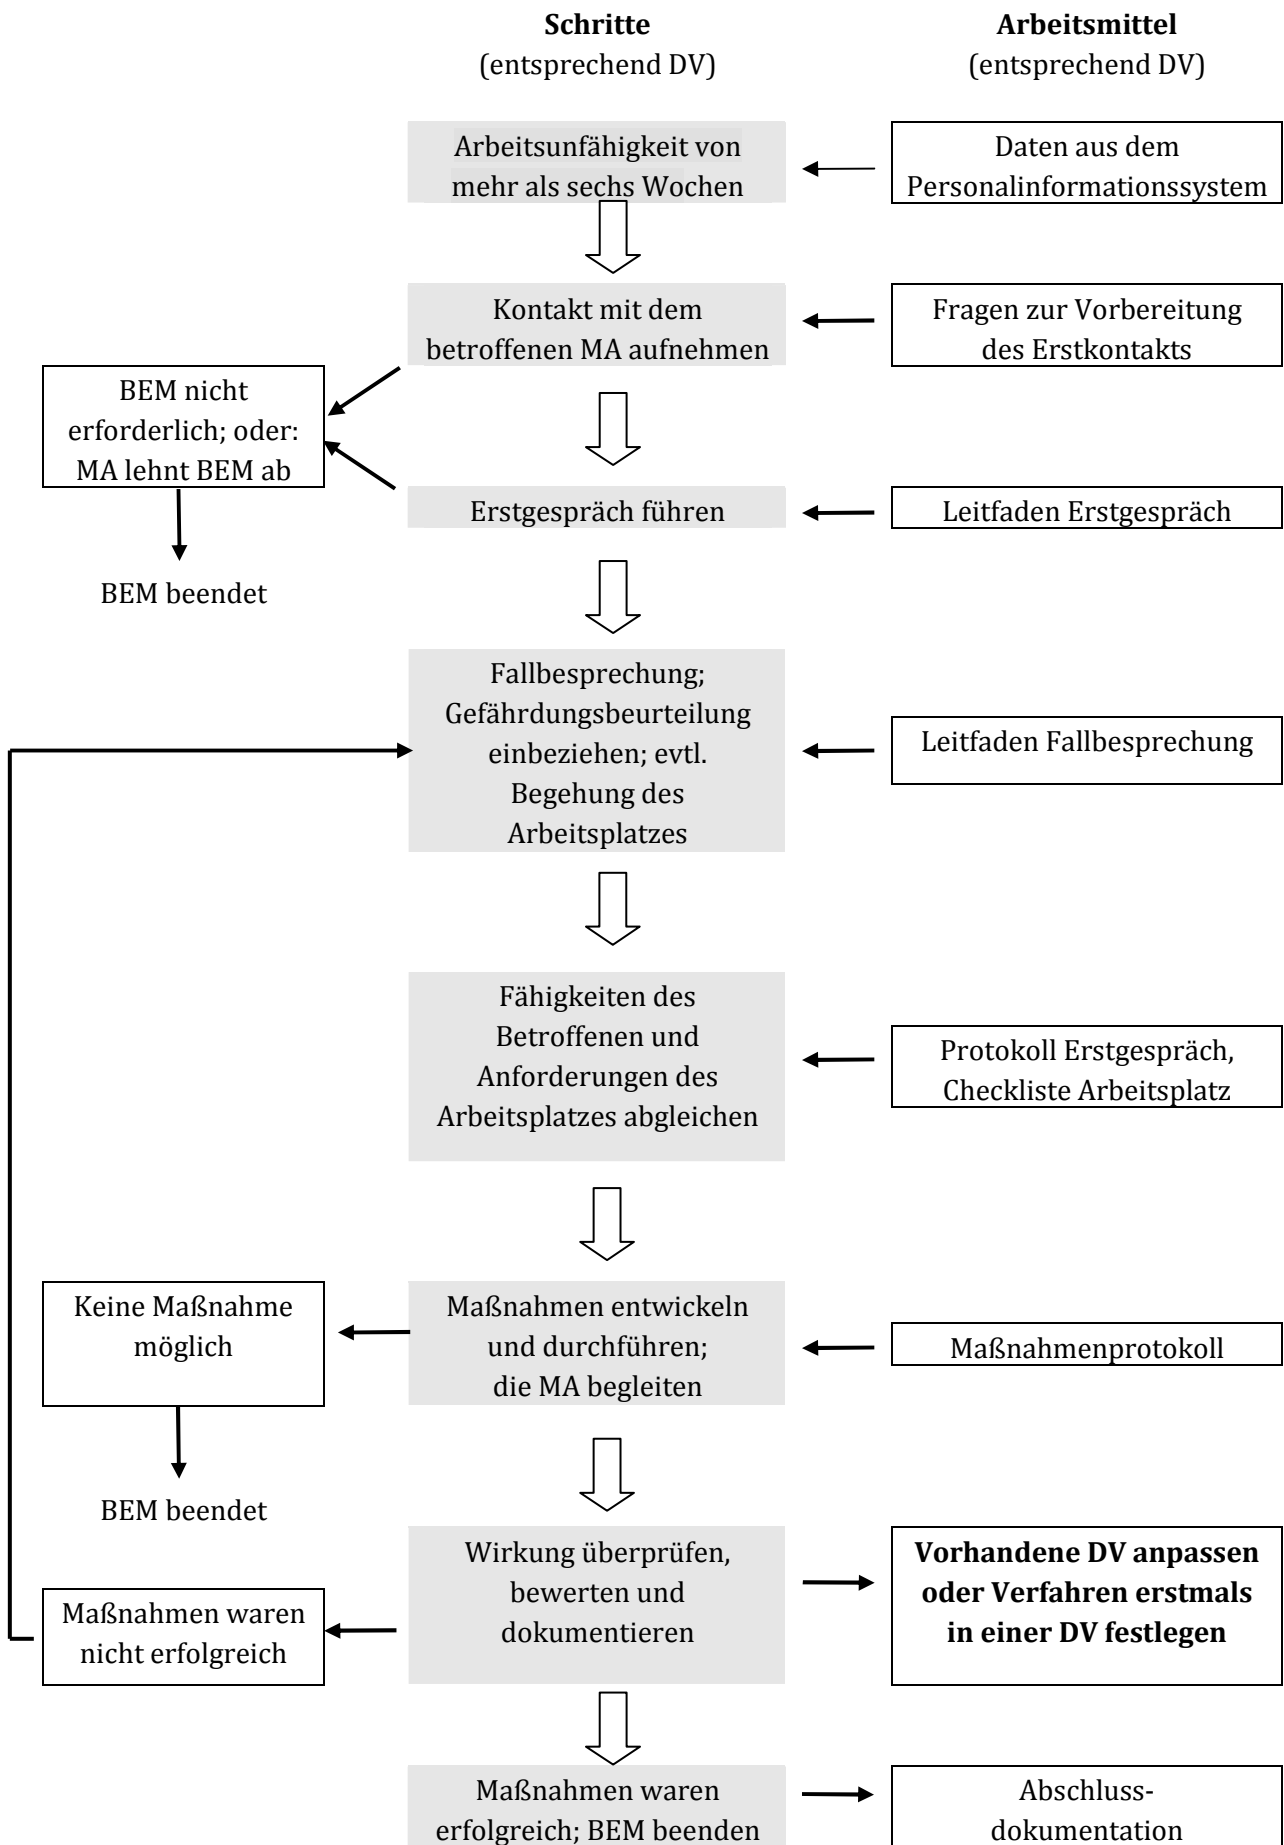 Schritte
(entsprechend DV)
Arbeitsmittel
(entsprechend DV)
Arbeitsunfähigkeit von
mehr als sechs Wochen
Daten aus dem
Personalinformationssystem
Kontakt mit dem
betroffenen MA aufnehmen
Fragen zur Vorbereitung
des Erstkontakts
BEM nicht
erforderlich; oder:
MA lehnt BEM ab
Erstgespräch führen
Leitfaden Erstgespräch
BEM beendet
Fallbesprechung;
Gefährdungsbeurteilung
einbeziehen; evtl.
Begehung des
Arbeitsplatzes
Leitfaden Fallbesprechung
Fähigkeiten des
Betroffenen und
Anforderungen des
Arbeitsplatzes abgleichen
Protokoll Erstgespräch,
Checkliste Arbeitsplatz
Keine Maßnahme
möglich
Maßnahmen entwickeln
und durchführen;
die MA begleiten
Maßnahmenprotokoll
BEM beendet
Wirkung überprüfen,
bewerten und
dokumentieren
Vorhandene DV anpassen
oder Verfahren erstmals
in einer DV festlegen
Maßnahmen waren
nicht erfolgreich
Maßnahmen waren
erfolgreich; BEM beenden
Abschluss-
dokumentation